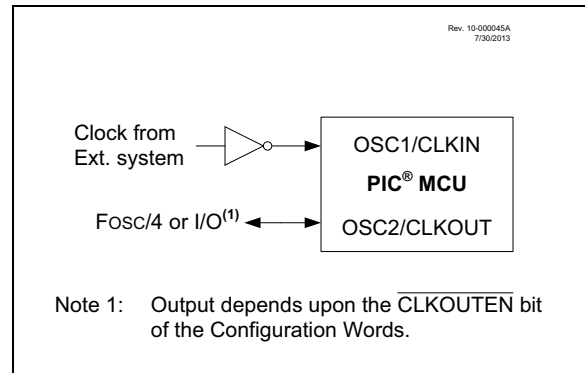 Rev. 10-000045A
7/30/2013
Clock from
Ext. system
OSC1/CLKIN
PIC® MCU
FOSC/4 or I/O(1)
OSC2/CLKOUT
Note 1: Output depends upon the CLKOUTEN bit
of the Configuration Words.